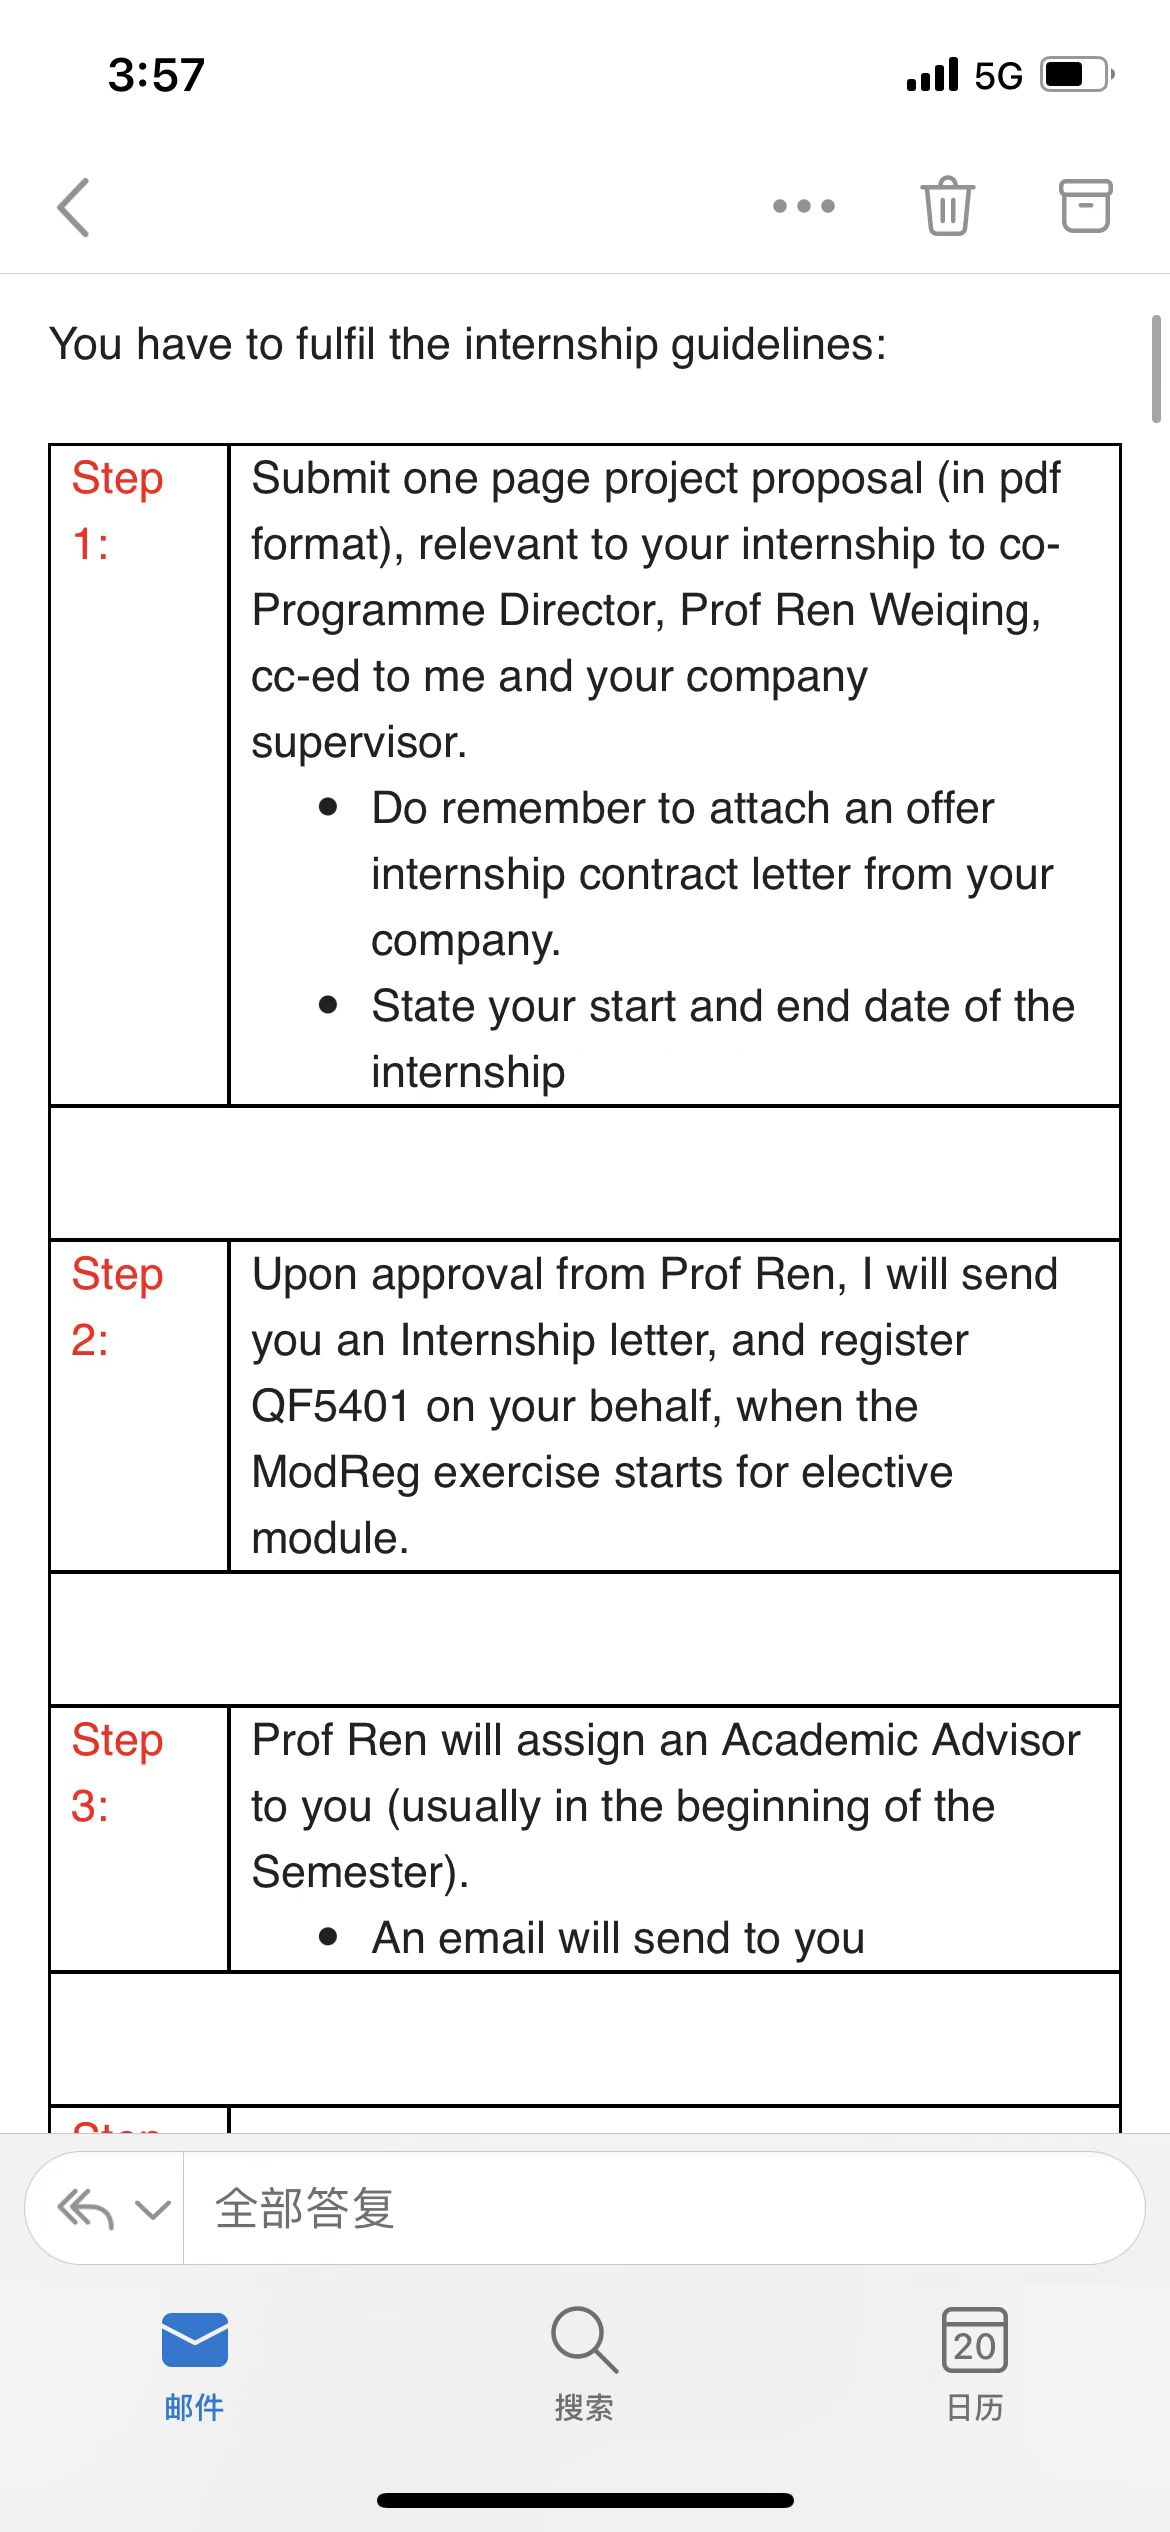 3:57
5G
You have to fulfil the internship guidelines:
Step
1:
Submit one page project proposal (in pdf
format), relevant to your internship to co-
Programme Director, Prof Ren Weiqing,
cc-ed to me and your company
supervisor.
• Do remember to attach an offer
internship contract letter from your
company.
• State your start and end date of the
internship
Step
2:
Upon approval from Prof Ren, I will send
you an Internship letter, and register
QF5401 on your behalf, when the
ModReg exercise starts for elective
module.
Step
3:
Prof Ren will assign an Academic Advisor
to you (usually in the beginning of the
Semester).
• An email will send to you
Step
全部答复
20
邮件
搜索
日历